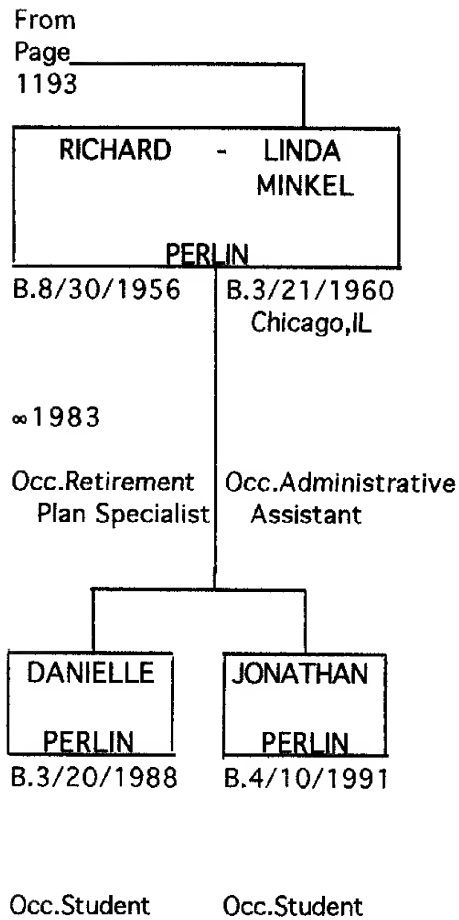 From
Page
1193
RICHARD - LINDA
MINKEL
PERLIN
B.8/30/1956 B.3/21/1960
Chicago,IL
∞1983
Occ.Retirement Occ.Administrative
Plan Specialist Assistant
DANIELLE JONATHAN
PERLIN PERLIN
B.3/20/1988 B.4/10/1991
Occ.Student Occ.Student